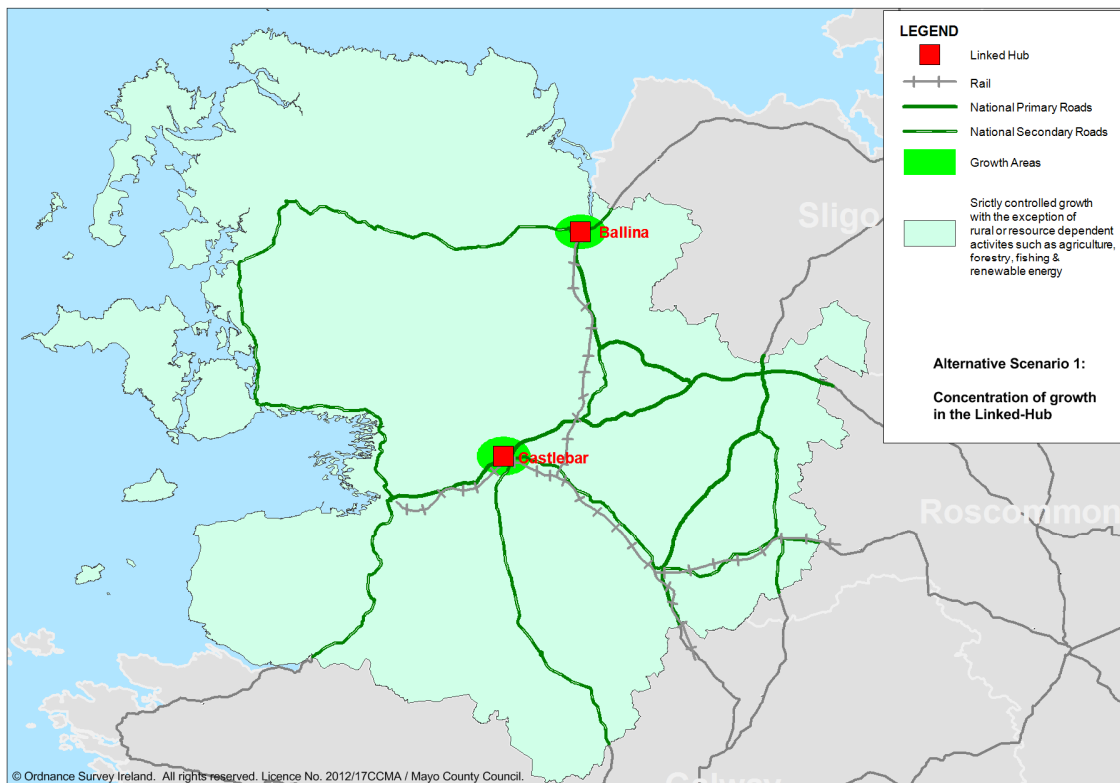 LEGEND
Linked Hub
Rail
National Primary Roads
National Secondary Roads
Growth Areas
Srictly controlled growth
with the exception of
rural or resource dependent
activites such as agriculture,
forestry, fishing &
renewable energy
Alternative Scenario 1:
Concentration of growth
in the Linked-Hub
Sligo
Ballina
Castlebar
Roscommon
Galway
© Ordnance Survey Ireland. All rights reserved. Licence No. 2012/17CCMA / Mayo County Council.